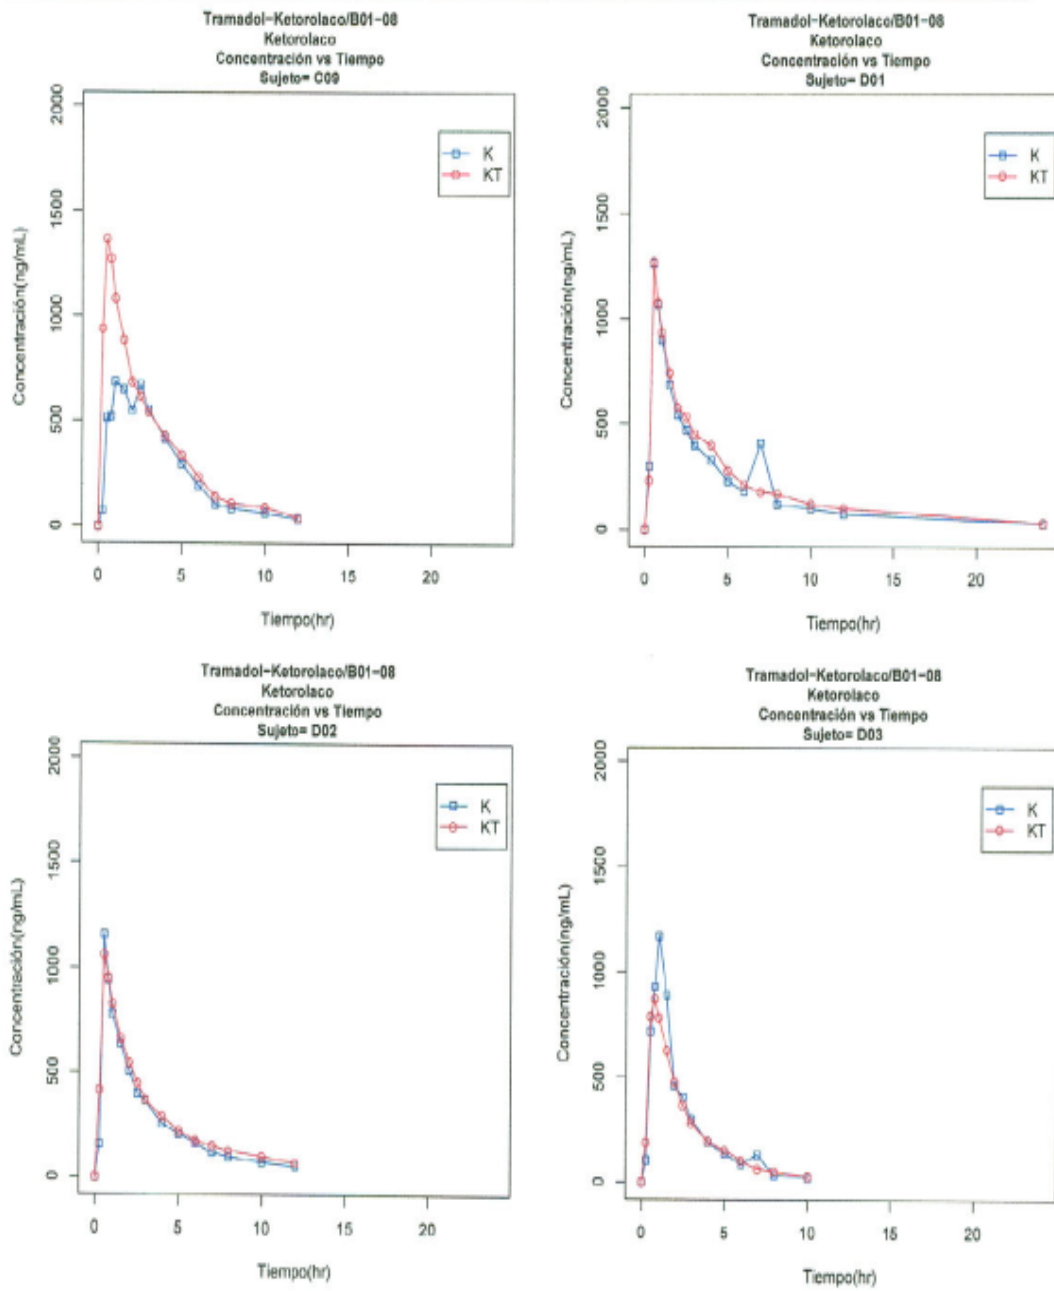 Tramadol-Ketorolaco/B01-08
Ketorolaco
Concentración vs Tiempo
Sujeto= C09
Concentración(ng/mL)
2000
1500
1000
500
0
K
KT
0 5 10 15 20
Tiempo(hr)
Tramadol-Ketorolaco/B01-08
Ketorolaco
Concentración vs Tiempo
Sujeto= D01
Concentración(ng/mL)
2000
1500
1000
500
0
K
KT
0 5 10 15 20
Tiempo(hr)
Tramadol-Ketorolaco/B01-08
Ketorolaco
Concentración vs Tiempo
Sujeto= D02
Concentración(ng/mL)
2000
1500
1000
500
0
K
KT
0 5 10 15 20
Tiempo(hr)
Tramadol-Ketorolaco/B01-08
Ketorolaco
Concentración vs Tiempo
Sujeto= D03
Concentración(ng/mL)
2000
1500
1000
500
0
K
KT
0 5 10 15 20
Tiempo(hr)